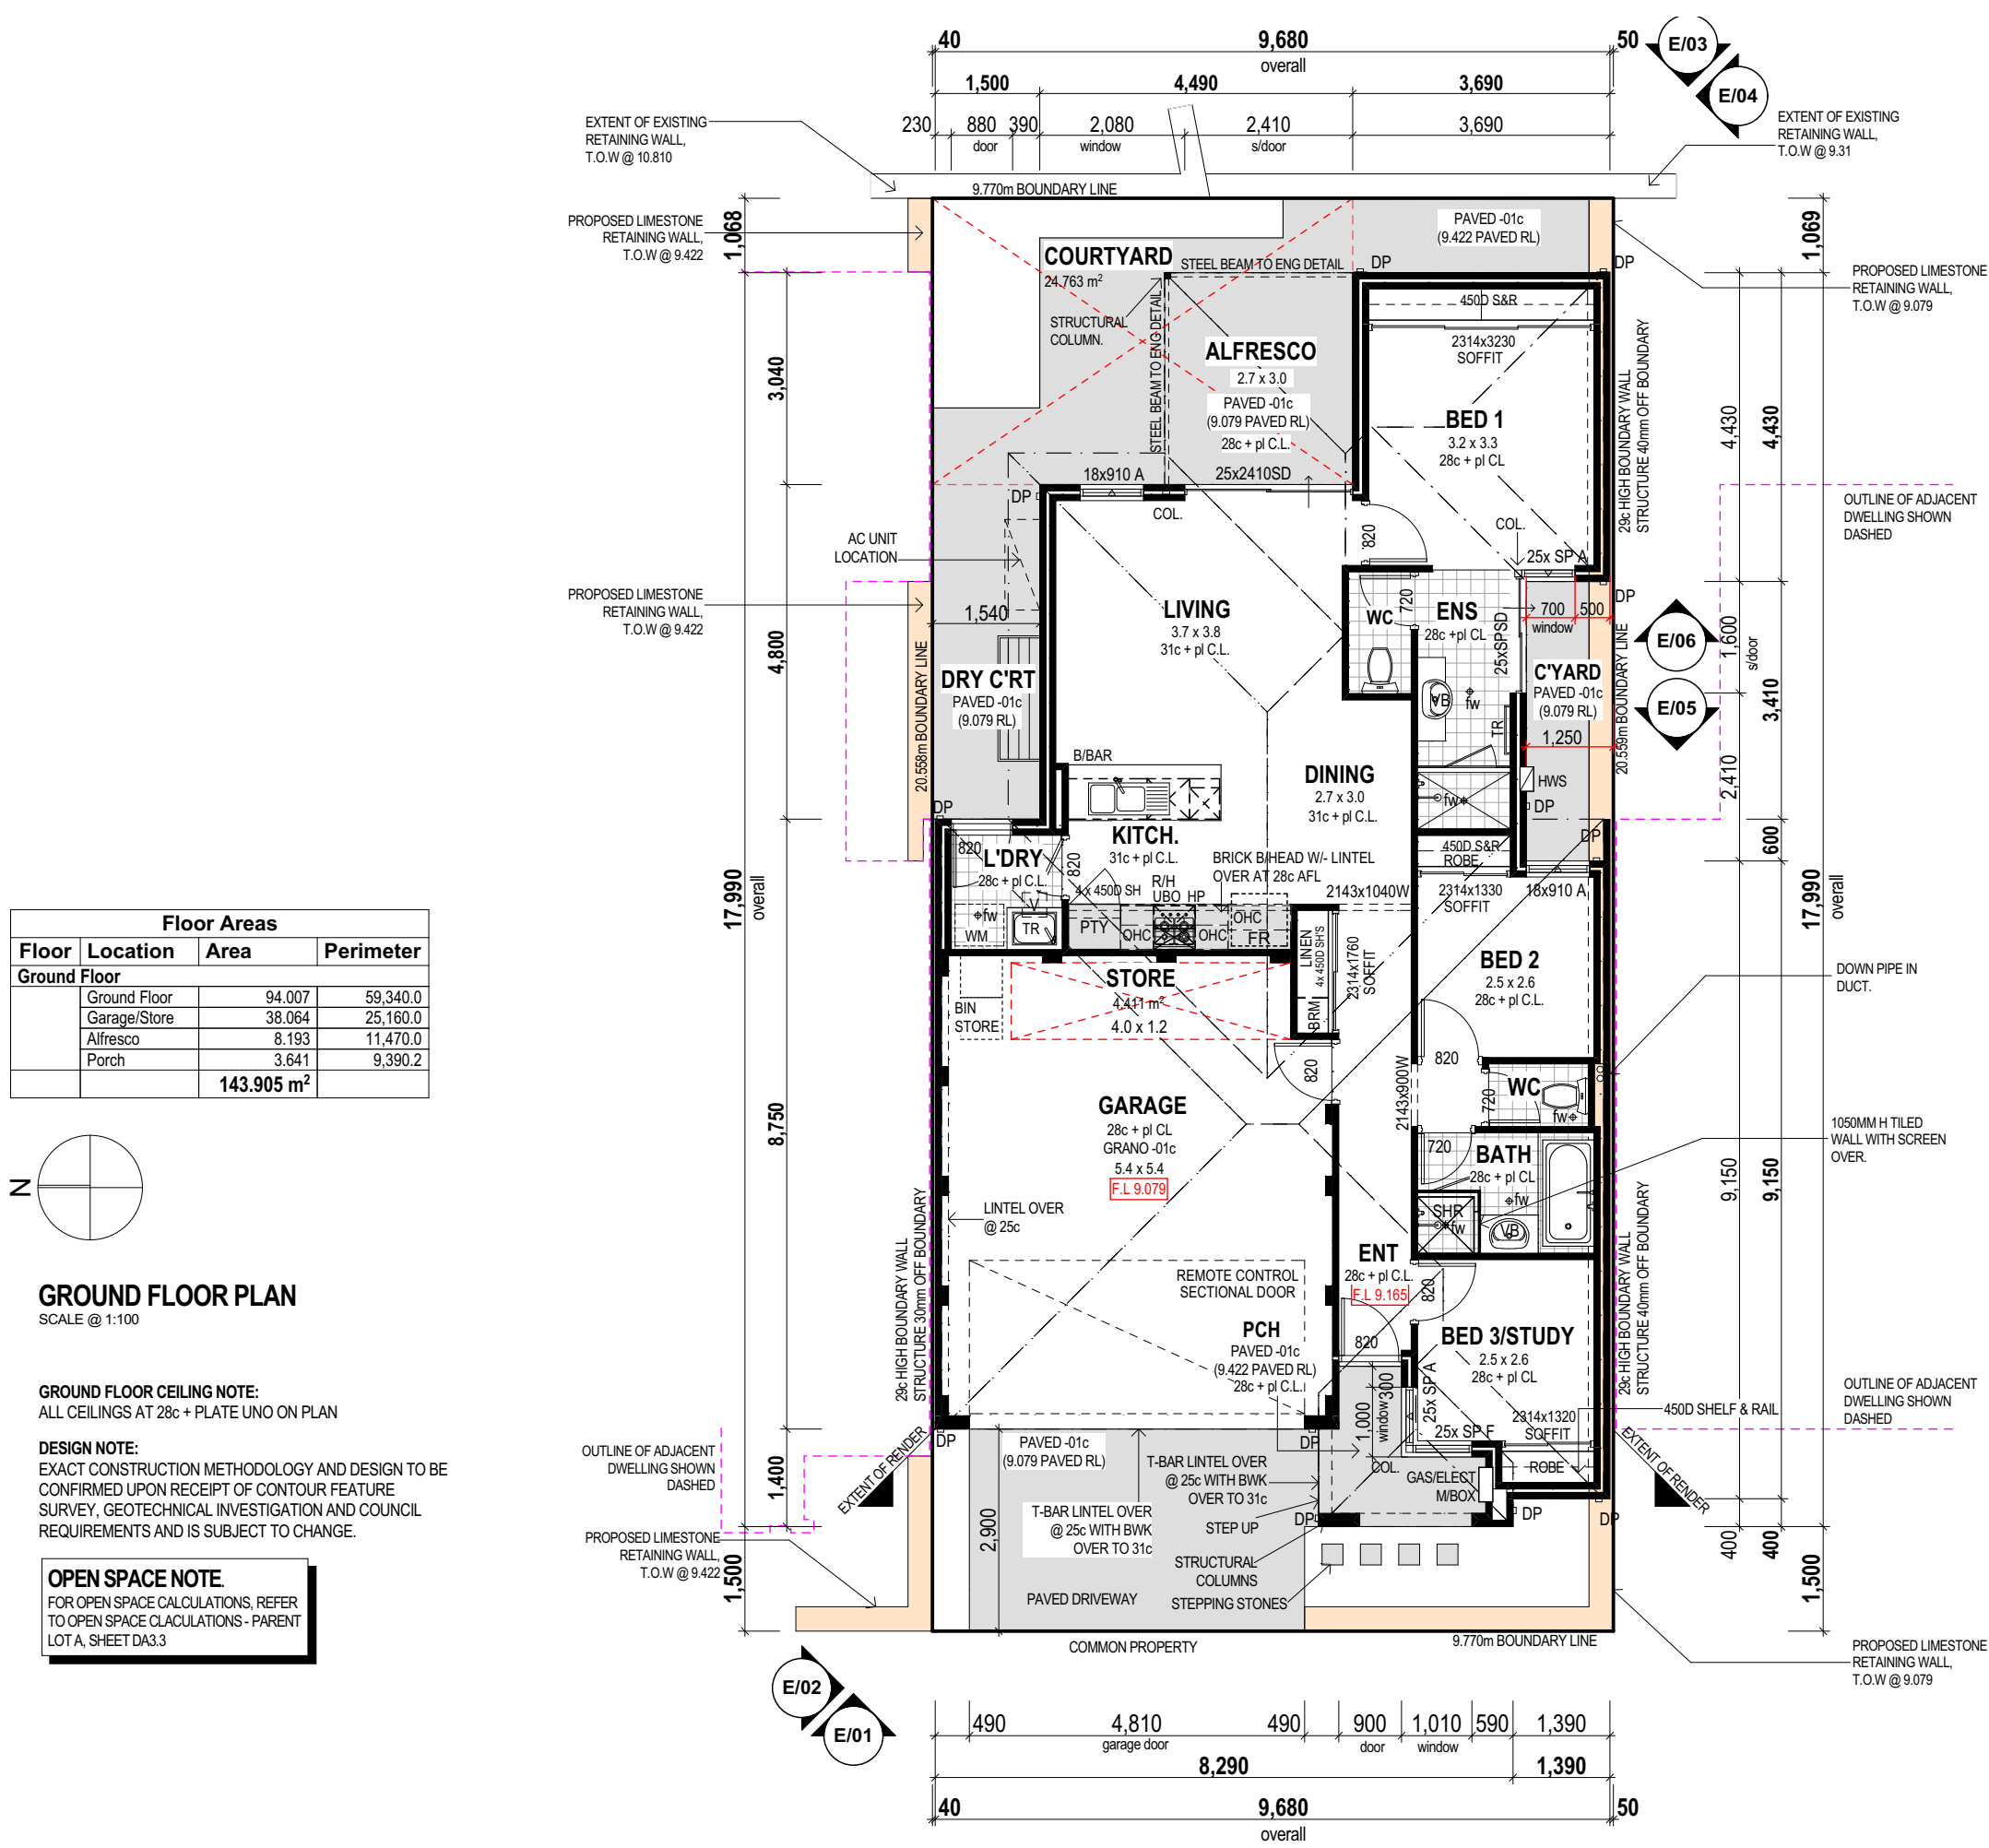 40
9,680
50
overall
E/03
E/04
1,500
4,490
3,690
230
880
390
2,080
2,410
3,690
door
window
s/door
EXTENT OF EXISTING
RETAINING WALL,
T.O.W @ 10.810
EXTENT OF EXISTING
RETAINING WALL,
T.O.W @ 9.31
9.770m BOUNDARY LINE
PROPOSED LIMESTONE
RETAINING WALL,
T.O.W @ 9.422
1,068
1,069
PAVED -01c
(9.422 PAVED RL)
COURTYARD
24.763 m²
STEEL BEAM TO ENG DETAIL
DP
DP
PROPOSED LIMESTONE
RETAINING WALL,
T.O.W @ 9.079
STRUCTURAL
COLUMN.
STEEL BEAM TO ENG DETAIL
450D S&R
2314x3230
SOFFIT
ALFRESCO
2.7 x 3.0
PAVED -01c
(9.079 PAVED RL)
28c + pl C.L.
BED 1
3.2 x 3.3
28c + pl CL
29c HIGH BOUNDARY WALL
STRUCTURE 40mm OFF BOUNDARY
3,040
4,430
4,430
18x910 A
25x2410SD
DP
COL.
820
COL.
25x SP A
OUTLINE OF ADJACENT
DWELLING SHOWN
DASHED
AC UNIT
LOCATION
PROPOSED LIMESTONE
RETAINING WALL,
T.O.W @ 9.422
1,540
LIVING
3.7 x 3.8
31c + pl C.L.
WC
720
ENS
28c +pl CL
25xSPSD
700
500
window
DP
E/06
E/05
1,600
s/door
4,800
20.558m BOUNDARY LINE
DRY C'RT
PAVED -01c
(9.079 RL)
VB
fw
TR
C'YARD
PAVED -01c
(9.079 RL)
1,250
20.559m BOUNDARY LINE
3,410
2,410
B/BAR
DINING
2.7 x 3.0
31c + pl C.L.
fw
HWS
DP
DP
DP
820
L'DRY
28c + pl C.L.
820
KITCH.
31c + pl C.L.
BRICK B/HEAD W/- LINTEL
OVER AT 28c AFL
450D S&R
ROBE
600
4 x 450D SH
R/H
UBO HP
2143x1040W
2314x1330
SOFFIT
18x910 A
fw
WM
V
TR
PTY
OHC
OHC
OHC
FR
17,990
overall
17,990
overall
Floor Areas
Floor Location Area Perimeter
Ground Floor
Ground Floor 94.007 59,340.0
Garage/Store 38.064 25,160.0
Alfresco 8.193 11,470.0
Porch 3.641 9,390.2
143.905 m²
BIN
STORE
STORE
4.411 m²
4.0 x 1.2
LINEN
4x 450D SH'S
BRM
2314x1760
SOFFIT
BED 2
2.5 x 2.6
28c + pl C.L.
DOWN PIPE IN
DUCT.
820
820
2143x900W
WC
720
fw
8,750
GARAGE
28c + pl CL
GRANO -01c
5.4 x 5.4
F.L 9.079
720
BATH
28c + pl CL
fw
SHR
fw
VB
1050MM H TILED
WALL WITH SCREEN
OVER.
9,150
9,150
N
29c HIGH BOUNDARY WALL
STRUCTURE 30mm OFF BOUNDARY
LINTEL OVER
@ 25c
29c HIGH BOUNDARY WALL
STRUCTURE 40mm OFF BOUNDARY
ENT
28c + pl C.L.
F.L 9.165
820
GROUND FLOOR PLAN
SCALE @ 1:100
REMOTE CONTROL
SECTIONAL DOOR
PCH
PAVED -01c
(9.422 PAVED RL)
28c + pl C.L.
820
BED 3/STUDY
2.5 x 2.6
28c + pl CL
GROUND FLOOR CEILING NOTE:
ALL CEILINGS AT 28c + PLATE UNO ON PLAN
300
1,000
window
25x SP A
25x SP F
2314x1320
SOFFIT
450D SHELF & RAIL
OUTLINE OF ADJACENT
DWELLING SHOWN
DASHED
DESIGN NOTE:
EXACT CONSTRUCTION METHODOLOGY AND DESIGN TO BE
CONFIRMED UPON RECEIPT OF CONTOUR FEATURE
SURVEY, GEOTECHNICAL INVESTIGATION AND COUNCIL
REQUIREMENTS AND IS SUBJECT TO CHANGE.
OUTLINE OF ADJACENT
DWELLING SHOWN
DASHED
EXTENT OF RENDER
DP
PAVED -01c
(9.079 PAVED RL)
DP
T-BAR LINTEL OVER
@ 25c WITH BWK
OVER TO 31c
COL.
GAS/ELECT
M/BOX
ROBE
EXTENT OF RENDER
1,400
2,900
T-BAR LINTEL OVER
@ 25c WITH BWK
OVER TO 31c
STEP UP
DP
DP
DP
PROPOSED LIMESTONE
RETAINING WALL,
T.O.W @ 9.422
400
400
1,500
1,500
STRUCTURAL
COLUMNS
PAVED DRIVEWAY
STEPPING STONES
OPEN SPACE NOTE.
FOR OPEN SPACE CALCULATIONS, REFER
TO OPEN SPACE CLACULATIONS - PARENT
LOT A, SHEET DA3.3
COMMON PROPERTY
9.770m BOUNDARY LINE
PROPOSED LIMESTONE
RETAINING WALL,
T.O.W @ 9.079
E/02
E/01
490
4,810
490
900
1,010
590
1,390
garage door
door
window
8,290
1,390
40
9,680
50
overall